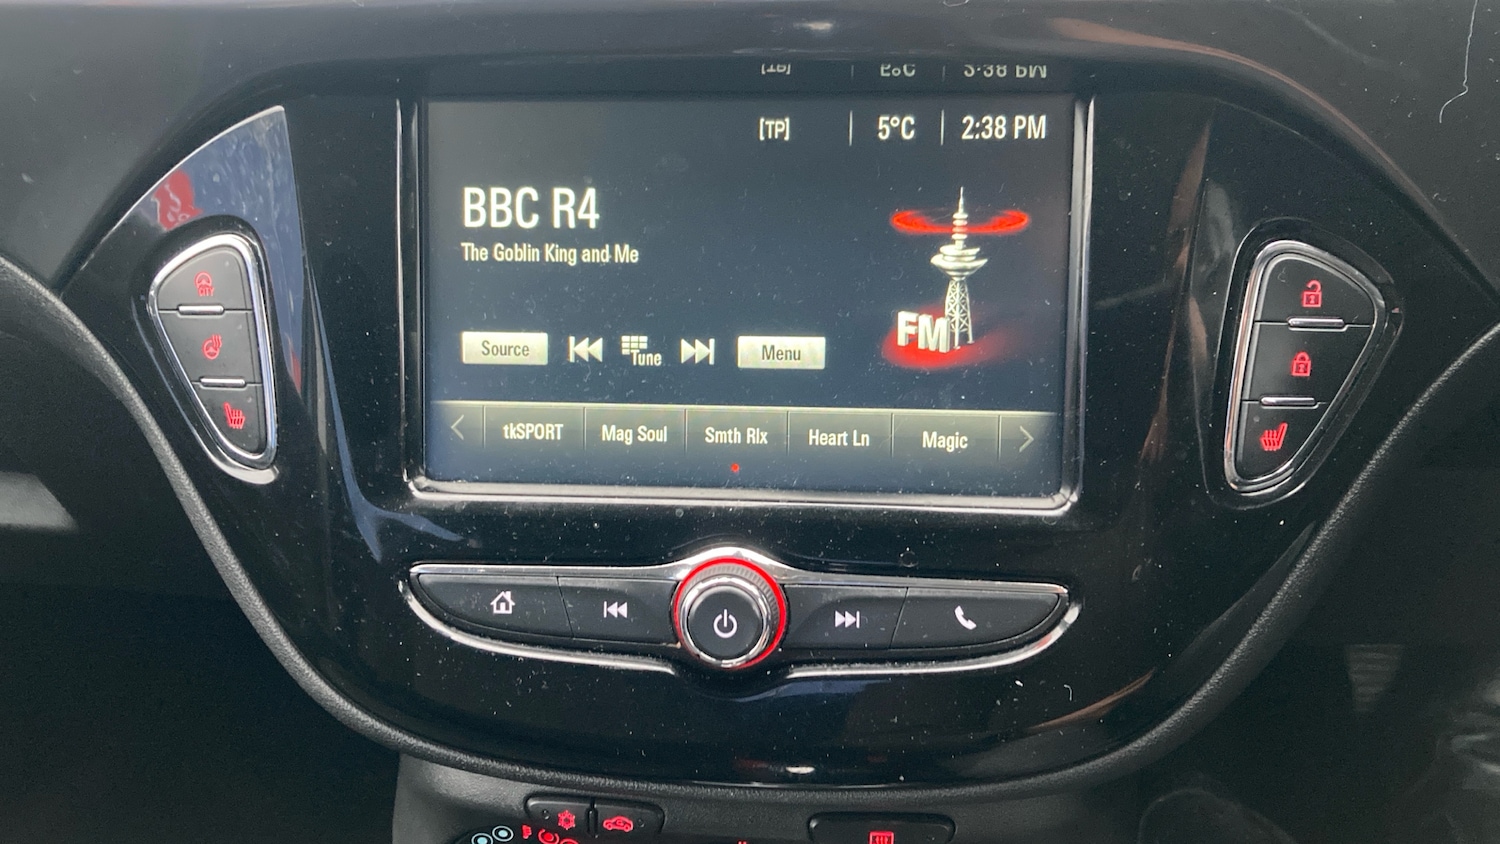 [TP] 5°C 2:38 PM
BBC R4
The Goblin King and Me
FM
Source Tune Menu
tkSPORT Mag Soul Smth Rlx Heart Ln Magic
CITY